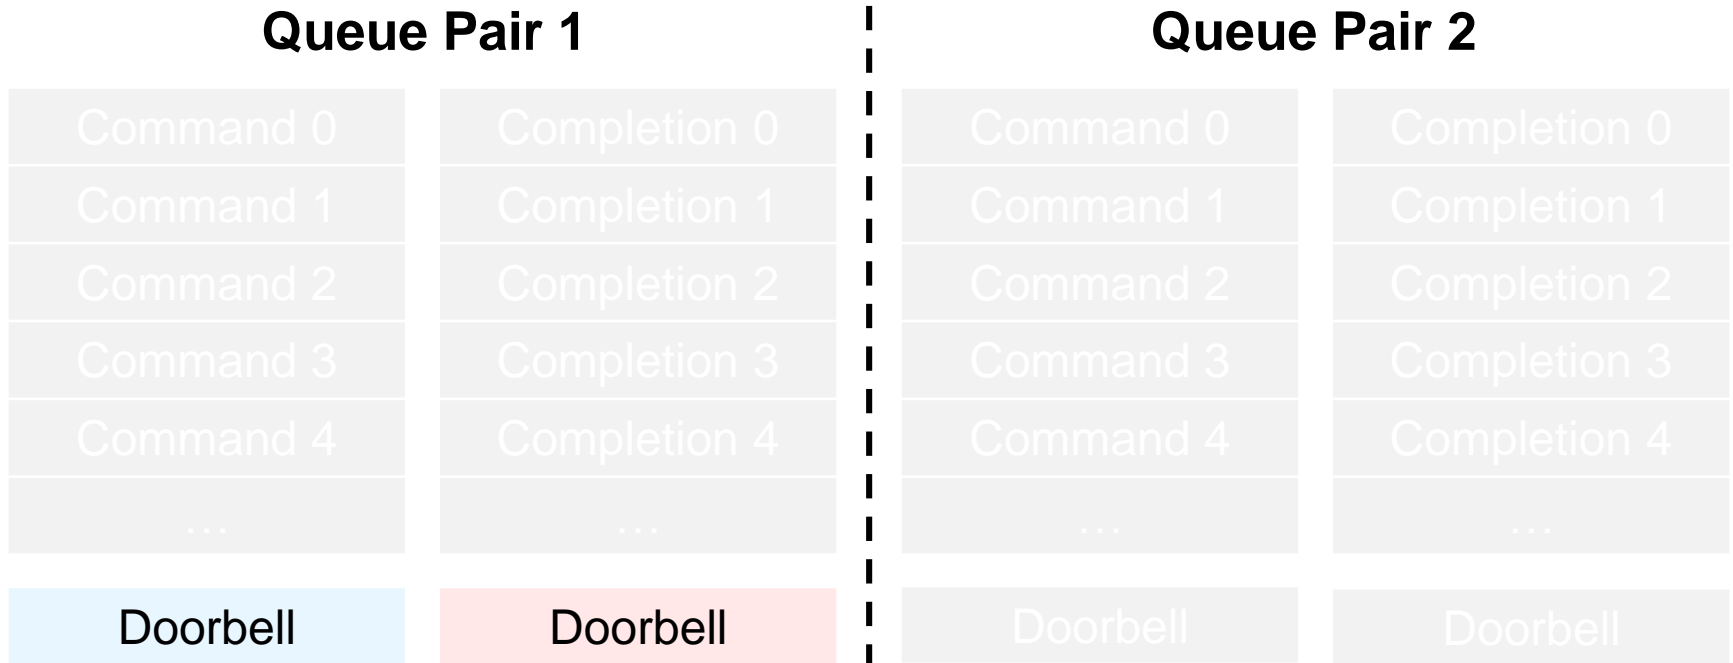 Queue Pair 1
Command 0
Command 1
Command 2
Command 3
Command 4
…
Doorbell
Completion 0
Completion 1
Completion 2
Completion 3
Completion 4
…
Doorbell
Queue Pair 2
Command 0
Command 1
Command 2
Command 3
Command 4
…
Doorbell
Completion 0
Completion 1
Completion 2
Completion 3
Completion 4
…
Doorbell